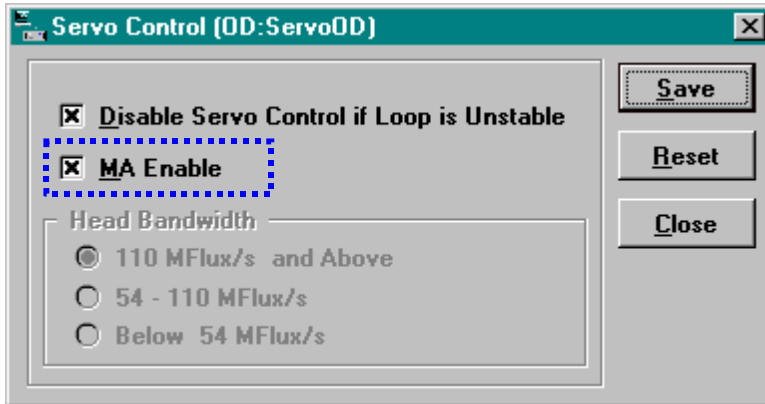 Servo Control (OD:ServoOD)
Disable Servo Control if Loop is Unstable
MA Enable
Head Bandwidth
110 MFlux/s and Above
54 - 110 MFlux/s
Below 54 MFlux/s
Save
Reset
Close